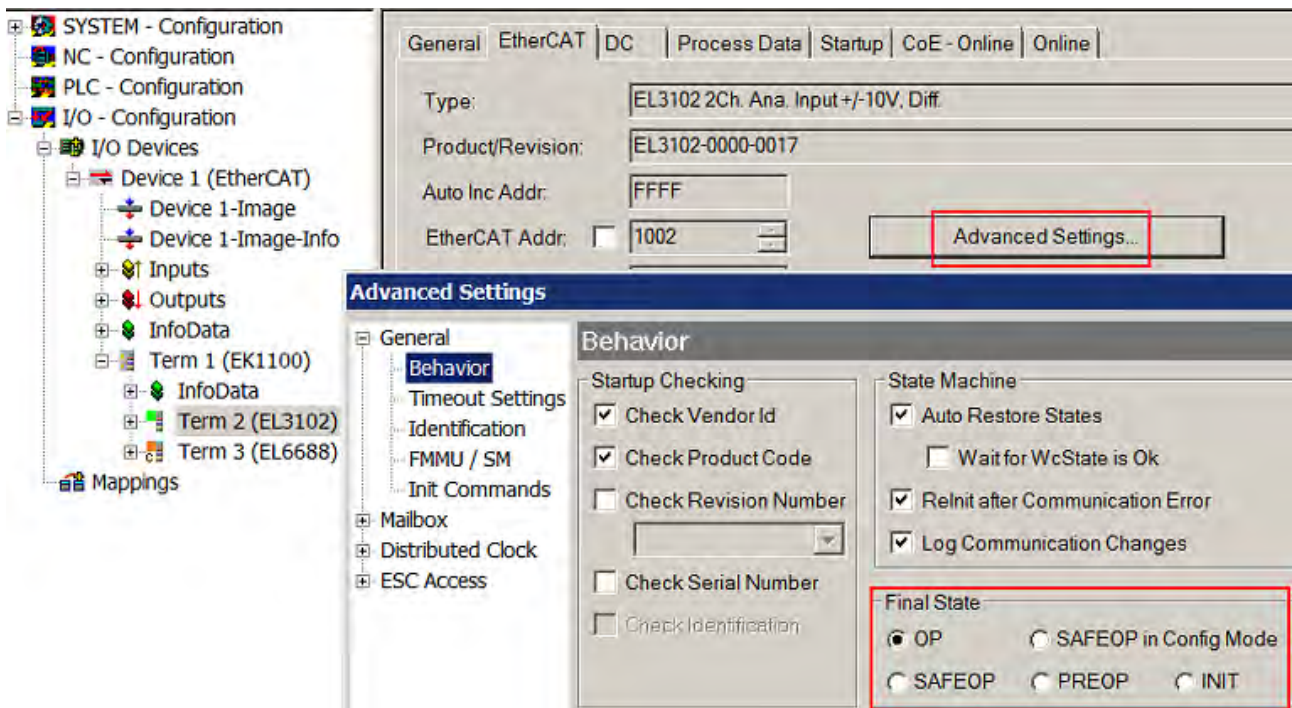 SYSTEM - Configuration
NC - Configuration
PLC - Configuration
I/O - Configuration
I/O Devices
Device 1 (EtherCAT)
Device 1-Image
Device 1-Image-Info
Inputs
Outputs
InfoData
Term 1 (EK1100)
InfoData
Term 2 (EL3102)
Term 3 (EL6688)
Mappings
General EtherCAT DC Process Data Startup CoE - Online Online
Type: EL3102 2Ch. Ana. Input +/-10V, Diff.
Product/Revision: EL3102-0000-0017
Auto Inc Addr: FFFF
EtherCAT Addr: 1002 Advanced Settings...
Advanced Settings
General
Behavior
Timeout Settings
Identification
FMMU / SM
Init Commands
Mailbox
Distributed Clock
ESC Access
Behavior
Startup Checking
Check Vendor Id
Check Product Code
Check Revision Number
Check Serial Number
Check Identification
State Machine
Auto Restore States
Wait for WcState is Ok
ReInit after Communication Error
Log Communication Changes
Final State
OP SAFEOP in Config Mode
SAFEOP PREOP INIT